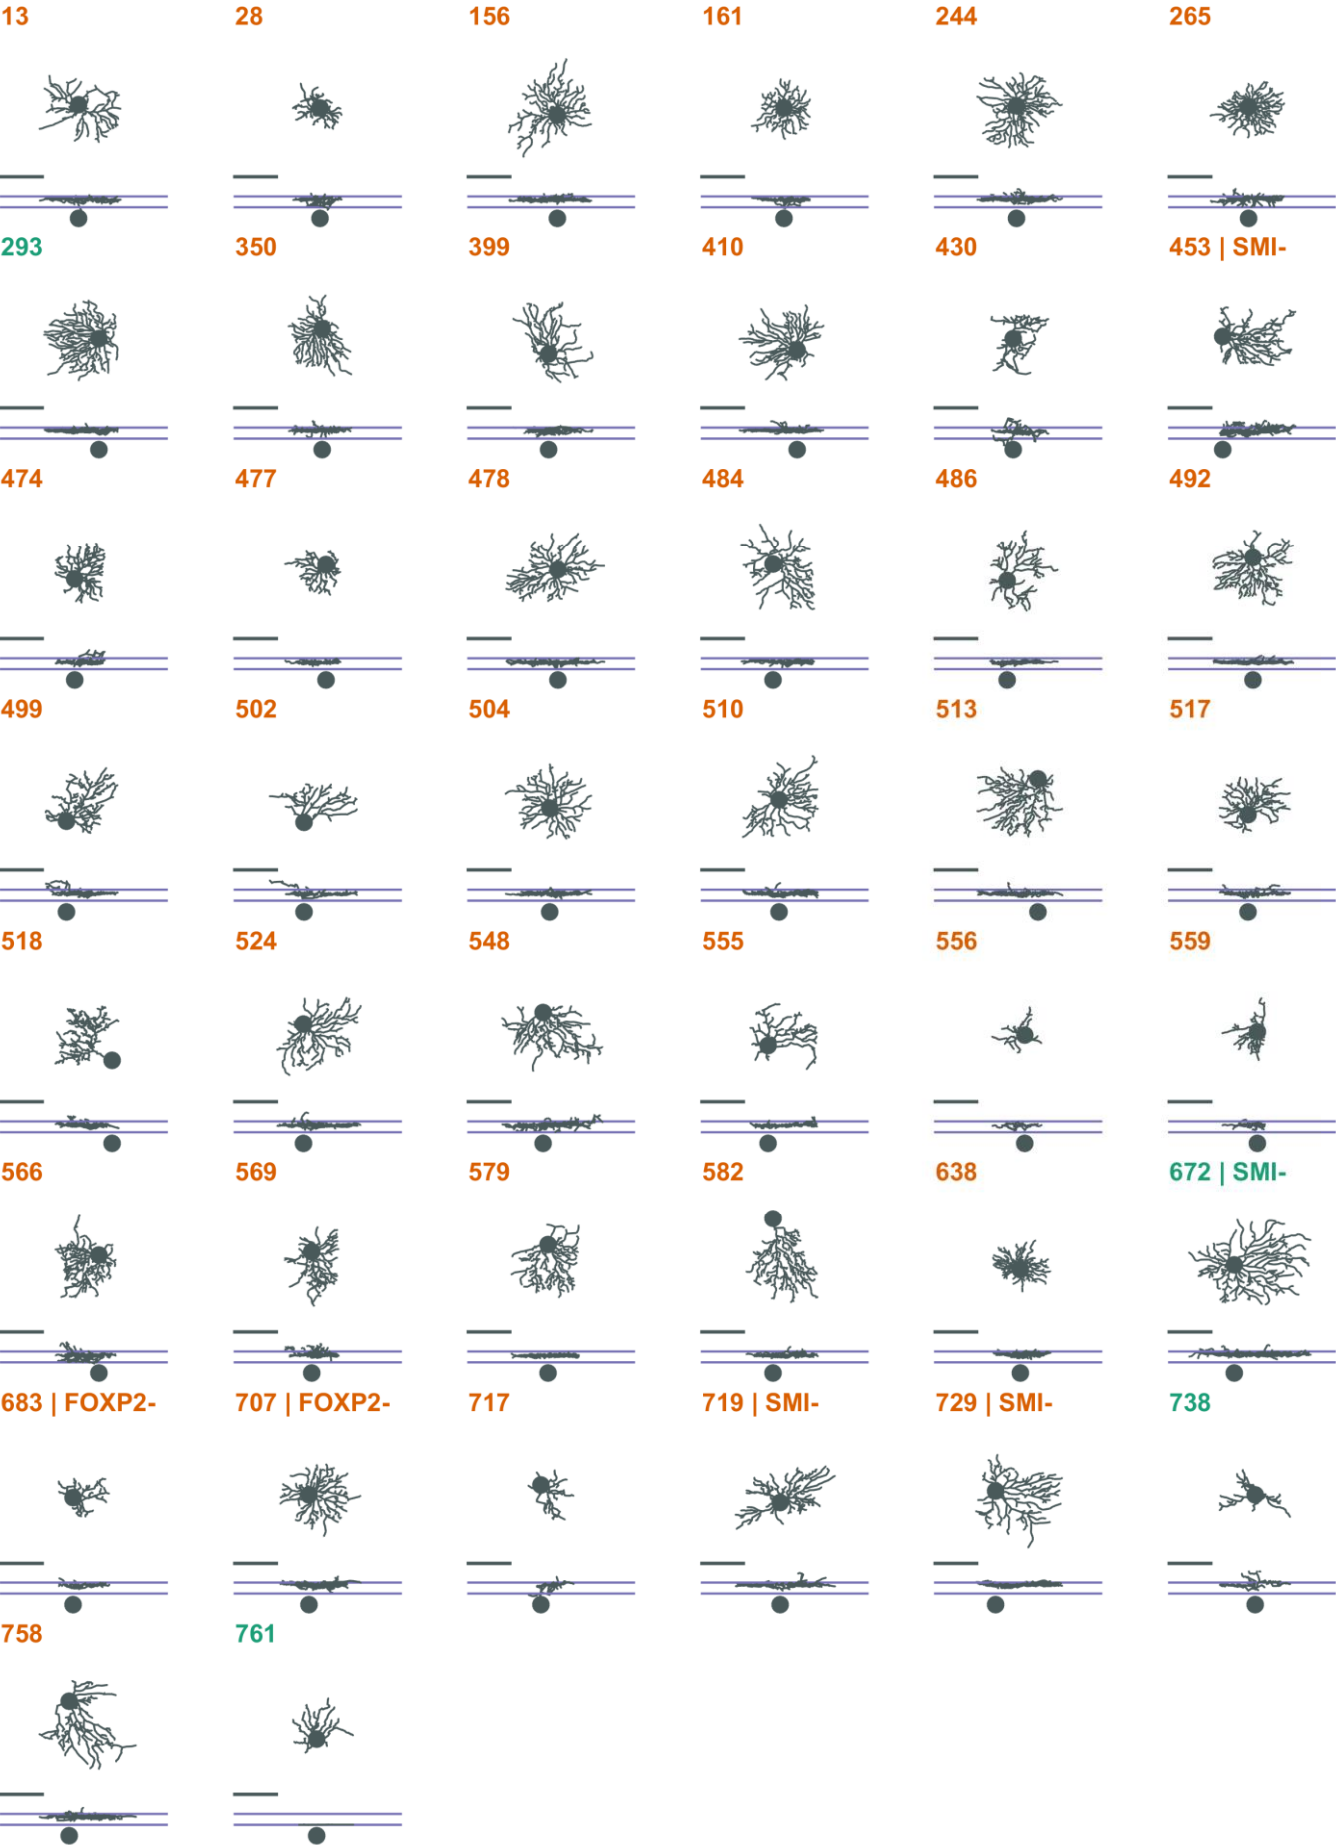 13 28 156 161 244 265
293 350 399 410 430 453 | SMI-
474 477 478 484 486 492
499 502 504 510 513 517
518 524 548 555 556 559
566 569 579 582 638 672 | SMI-
683 | FOXP2- 707 | FOXP2- 717 719 | SMI- 729 | SMI- 738
758 761